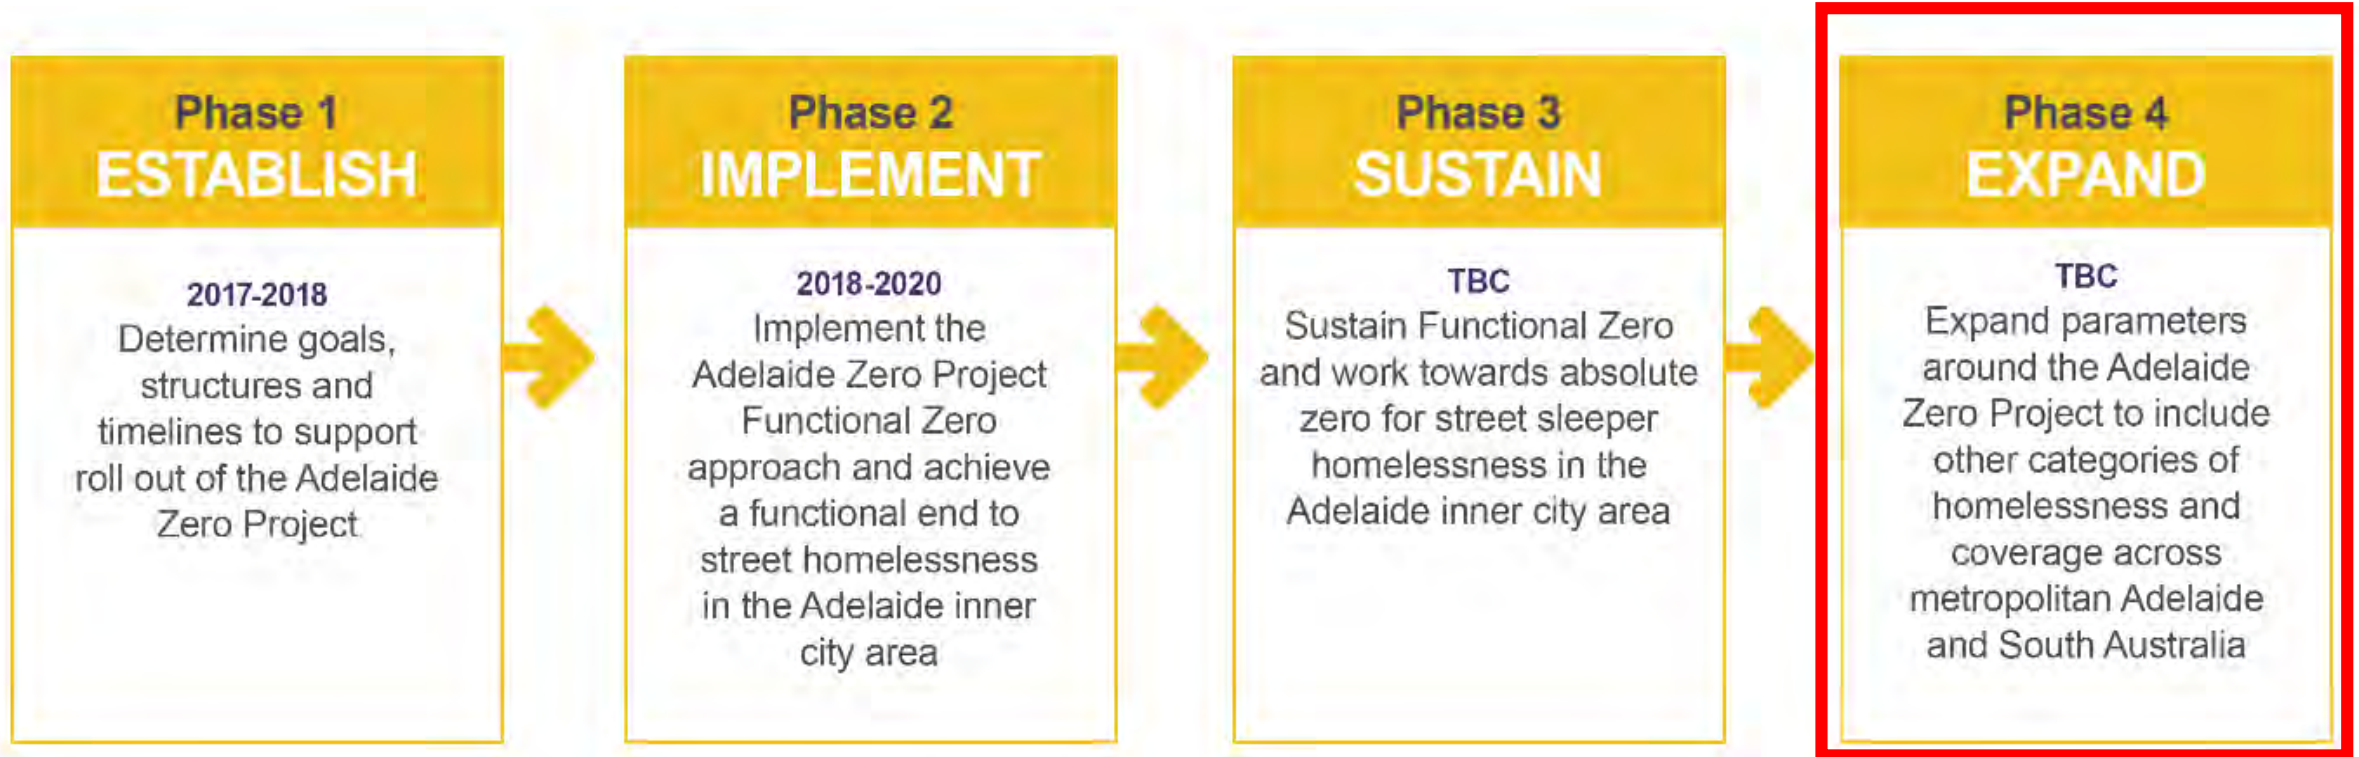 Phase 1
ESTABLISH
2017-2018
Determine goals,
structures and
timelines to support
roll out of the Adelaide
Zero Project
Phase 2
IMPLEMENT
2018-2020
Implement the
Adelaide Zero Project
Functional Zero
approach and achieve
a functional end to
street homelessness
in the Adelaide inner
city area
Phase 3
SUSTAIN
TBC
Sustain Functional Zero
and work towards absolute
zero for street sleeper
homelessness in the
Adelaide inner city area
Phase 4
EXPAND
TBC
Expand parameters
around the Adelaide
Zero Project to include
other categories of
homelessness and
coverage across
metropolitan Adelaide
and South Australia